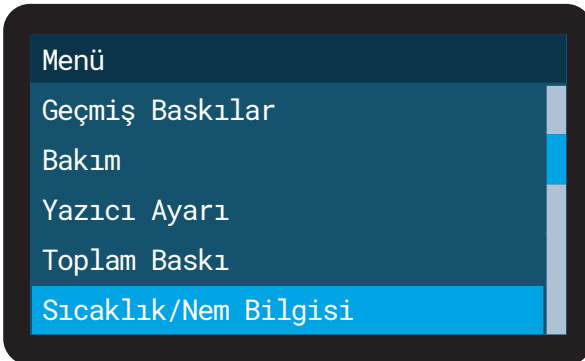 Menü
Geçmiş Baskılar
Bakım
Yazıcı Ayarı
Toplam Baskı
Sıcaklık/Nem Bilgisi